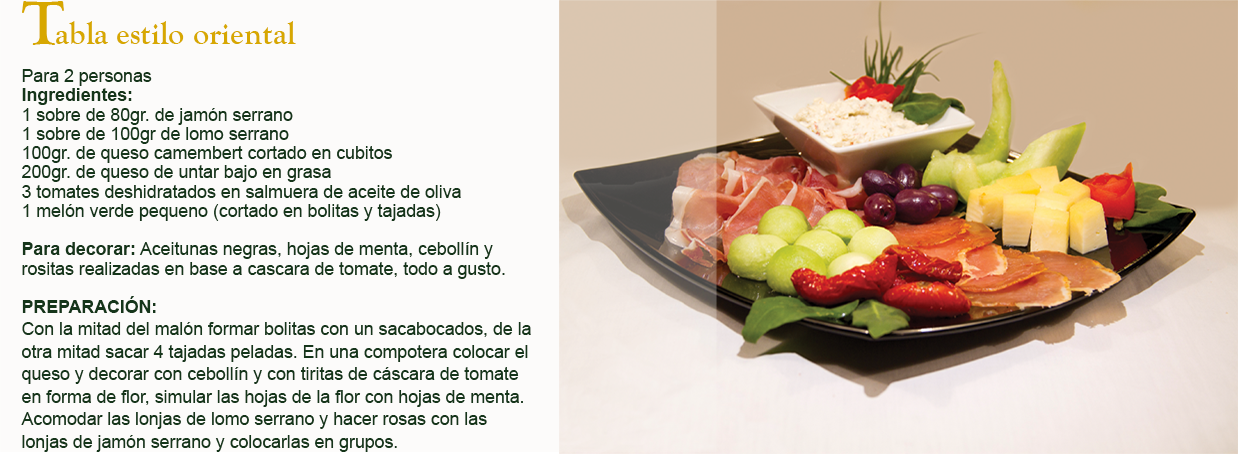 Tabla estilo oriental
Para 2 personas
Ingredientes:
1 sobre de 80gr. de jamón serrano
1 sobre de 100gr de lomo serrano
100gr. de queso camembert cortado en cubitos
200gr. de queso de untar bajo en grasa
3 tomates deshidratados en salmuera de aceite de oliva
1 melón verde pequeno (cortado en bolitas y tajadas)
Para decorar: Aceitunas negras, hojas de menta, cebollín y
rositas realizadas en base a cascara de tomate, todo a gusto.
PREPARACIÓN:
Con la mitad del malón formar bolitas con un sacabocados, de la
otra mitad sacar 4 tajadas peladas. En una compotera colocar el
queso y decorar con cebollín y con tiritas de cáscara de tomate
en forma de flor, simular las hojas de la flor con hojas de menta.
Acomodar las lonjas de lomo serrano y hacer rosas con las
lonjas de jamón serrano y colocarlas en grupos.